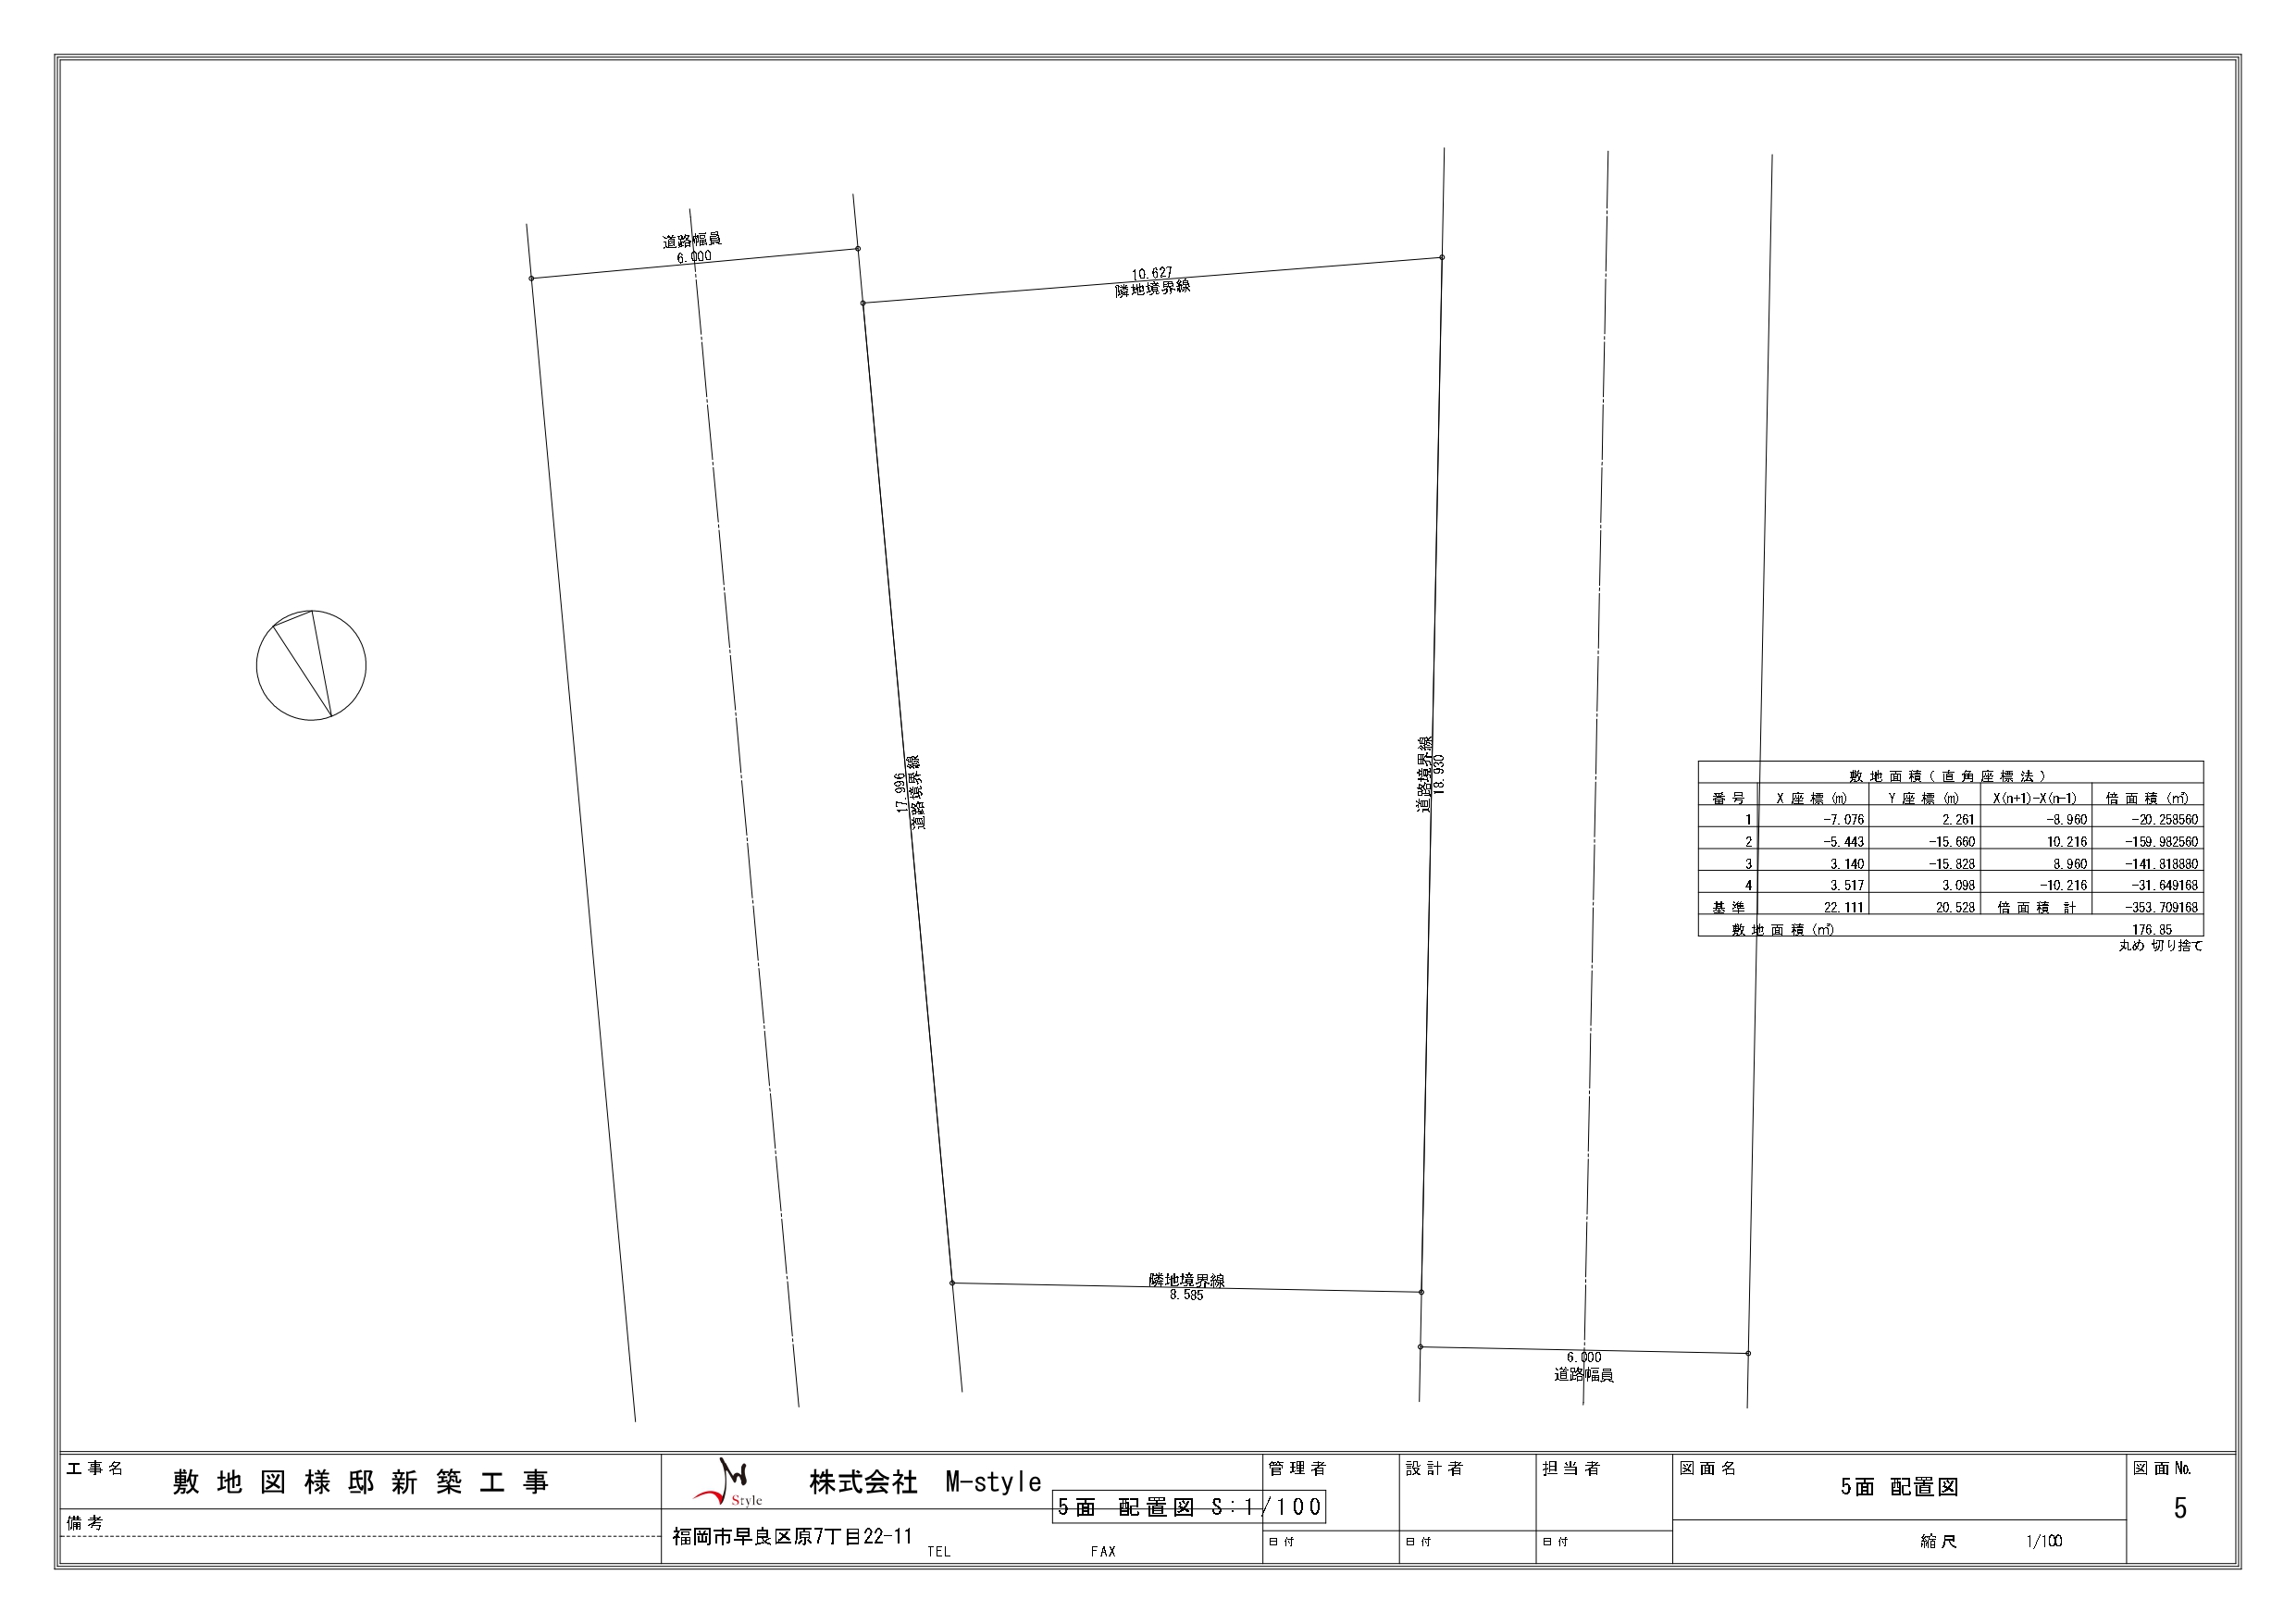 道路幅員
6.000
10.627
隣地境界線
17.996
道路境界線
道路境界線
18.930
敷地面積(直角座標法)
番号 X座標(m) Y座標(m) X(n+1)-X(n-1) 倍面積(㎡)
1 -7.076 2.261 -8.960 -20.258560
2 -5.443 -15.660 10.216 -159.982560
3 3.140 -15.828 8.960 -141.818880
4 3.517 3.098 -10.216 -31.649168
基準 22.111 20.528 倍面積 計 -353.709168
敷地面積(㎡) 176.85
丸め 切り捨て
隣地境界線
8.585
6.000
道路幅員
工事名 敷地図様邸新築工事
備考
Style
株式会社 M-style
5面 配置図 S:1/100
福岡市早良区原7丁目22-11
TEL FAX
管理者 設計者 担当者
日付 日付 日付
図面名
5面 配置図
縮尺 1/100
図面No.
5